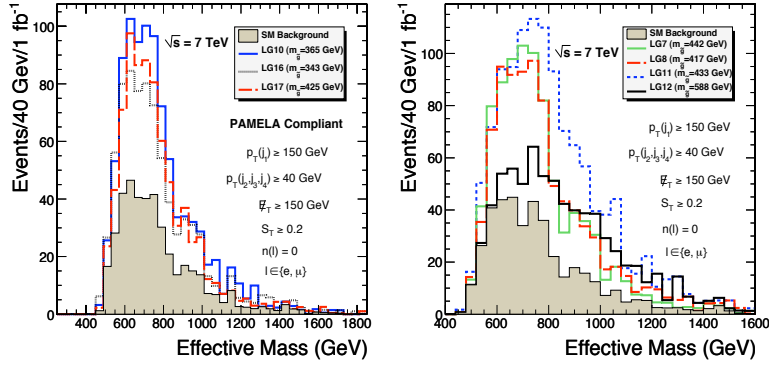 Events/40 GeV/1 fb⁻¹
100
80
60
40
20
0
400 600 800 1000 1200 1400 1600 1800
Effective Mass (GeV)
√s = 7 TeV
SM Background
LG10 (m_g̃=365 GeV)
LG16 (m_g̃=343 GeV)
LG17 (m_g̃=425 GeV)
PAMELA Compliant
p_T(j_1) ≥ 150 GeV
p_T(j_2,j_3,j_4) ≥ 40 GeV
E̸_T ≥ 150 GeV
S_T ≥ 0.2
n(l) = 0
l∈{e, μ}
Events/40 GeV/1 fb⁻¹
100
80
60
40
20
0
400 600 800 1000 1200 1400 1600
Effective Mass (GeV)
√s = 7 TeV
SM Background
LG7 (m_g̃=442 GeV)
LG8 (m_g̃=417 GeV)
LG11 (m_g̃=433 GeV)
LG12 (m_g̃=588 GeV)
p_T(j_1) ≥ 150 GeV
p_T(j_2,j_3,j_4) ≥ 40 GeV
E̸_T ≥ 150 GeV
S_T ≥ 0.2
n(l) = 0
l∈{e, μ}